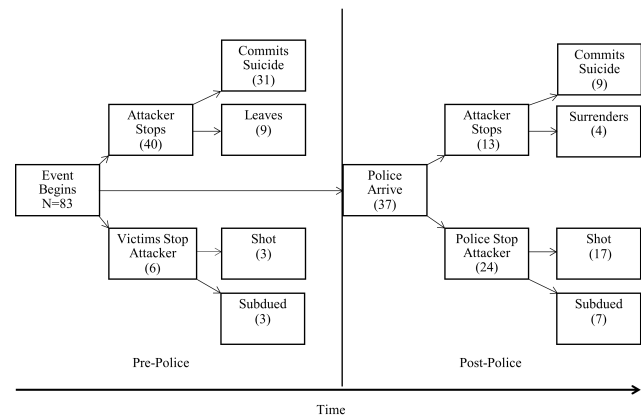 Commits
Suicide
(31)
Attacker
Stops
(40)
Leaves
(9)
Event
Begins
N=83
Victims Stop
Attacker
(6)
Shot
(3)
Subdued
(3)
Pre-Police
Commits
Suicide
(9)
Attacker
Stops
(13)
Surrenders
(4)
Police
Arrive
(37)
Police Stop
Attacker
(24)
Shot
(17)
Subdued
(7)
Post-Police
Time